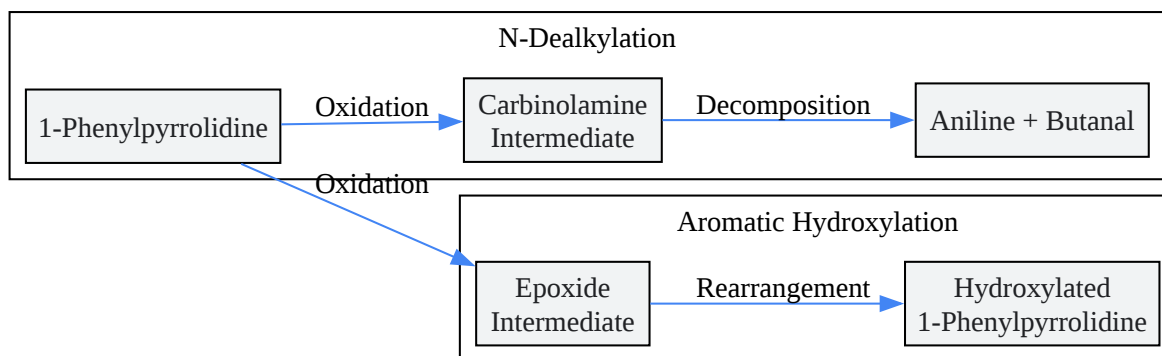 N-Dealkylation
1-Phenylpyrrolidine
Oxidation
Carbinolamine
Intermediate
Decomposition
Aniline + Butanal
Oxidation
Aromatic Hydroxylation
Epoxide
Intermediate
Rearrangement
Hydroxylated
1-Phenylpyrrolidine